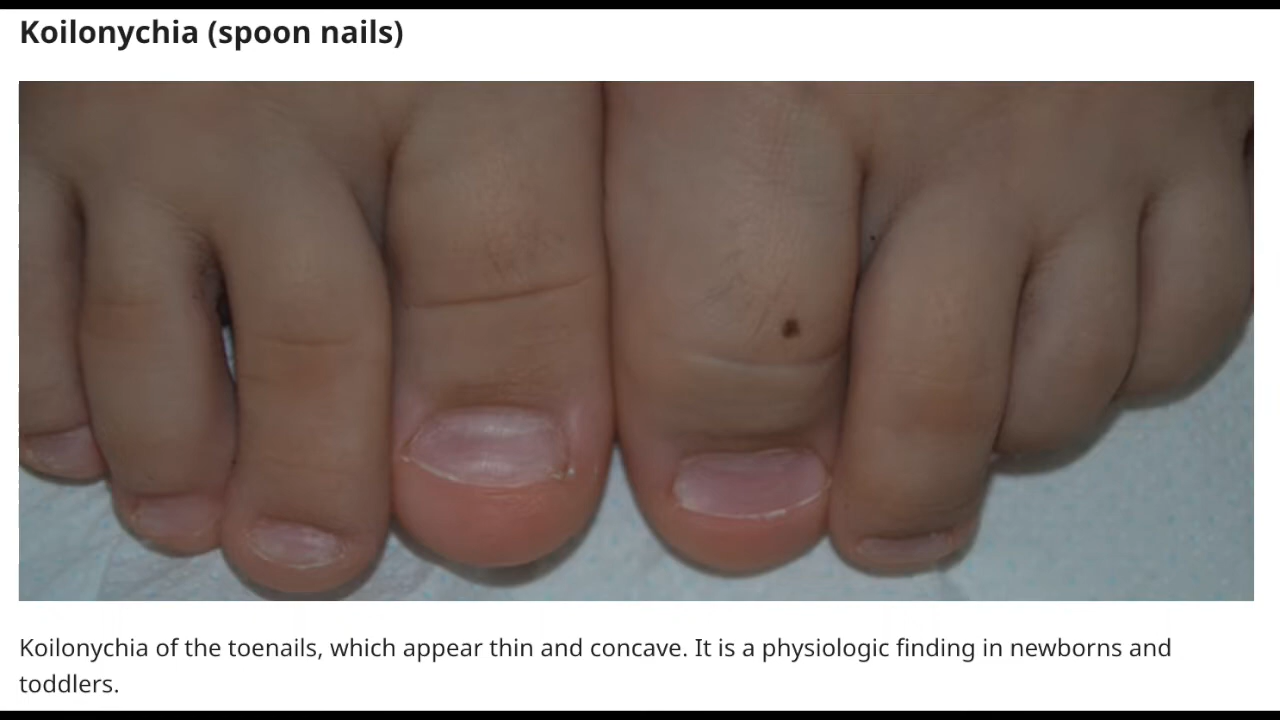 Koilonychia (spoon nails)
Koilonychia of the toenails, which appear thin and concave. It is a physiologic finding in newborns and
toddlers.